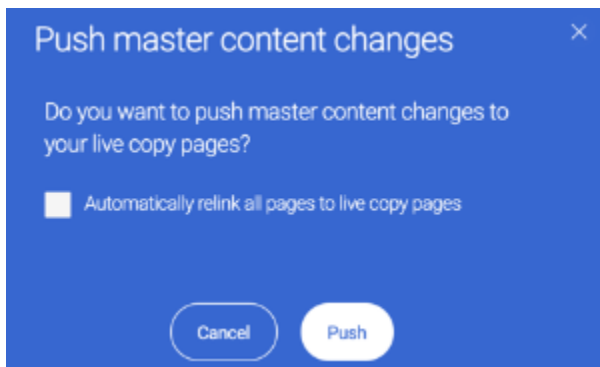 Push master content changes
Do you want to push master content changes to
your live copy pages?
Automatically relink all pages to live copy pages
Cancel
Push